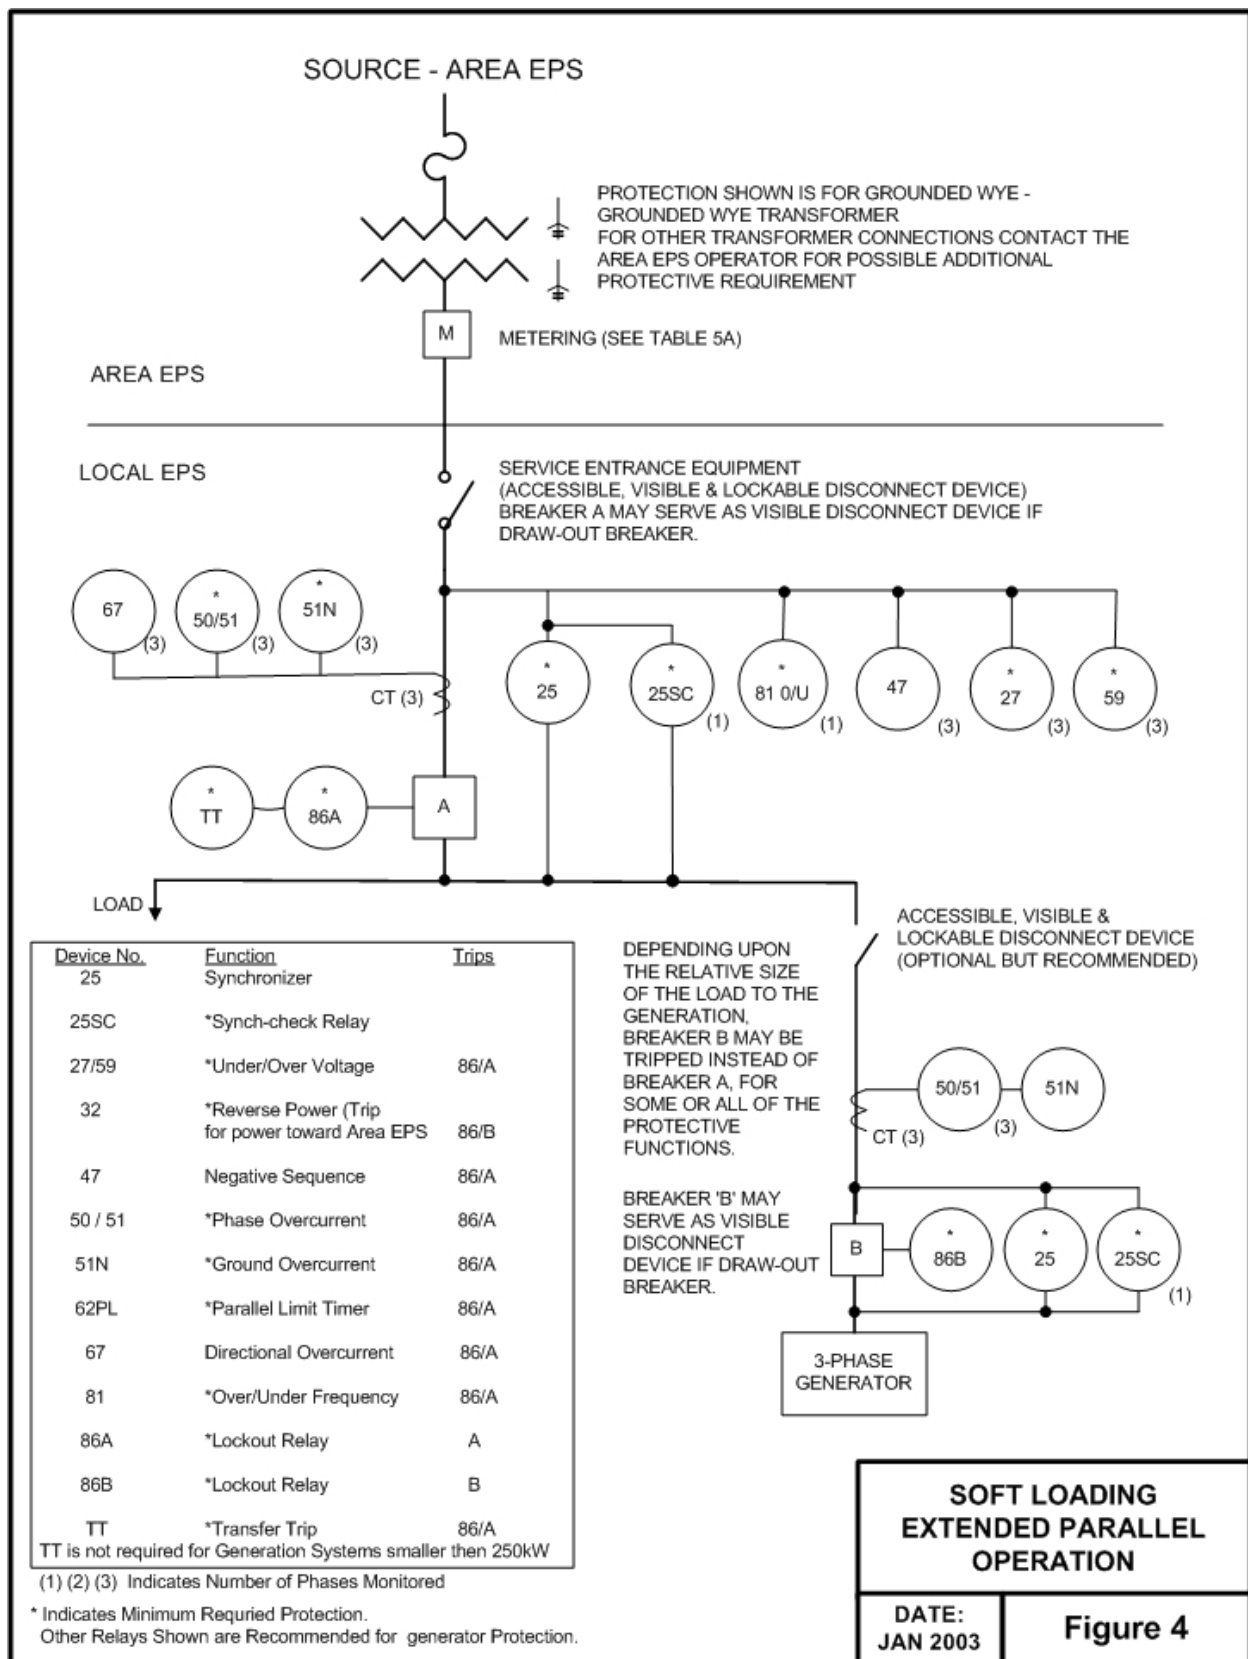 SOURCE - AREA EPS
PROTECTION SHOWN IS FOR GROUNDED WYE -
GROUNDED WYE TRANSFORMER
FOR OTHER TRANSFORMER CONNECTIONS CONTACT THE
AREA EPS OPERATOR FOR POSSIBLE ADDITIONAL
PROTECTIVE REQUIREMENT
M
METERING (SEE TABLE 5A)
AREA EPS
LOCAL EPS
SERVICE ENTRANCE EQUIPMENT
(ACCESSIBLE, VISIBLE & LOCKABLE DISCONNECT DEVICE)
BREAKER A MAY SERVE AS VISIBLE DISCONNECT DEVICE IF
DRAW-OUT BREAKER.
67
(3)
*
50/51
(3)
*
51N
(3)
CT (3)
*
25
*
25SC
(1)
*
81 0/U
(1)
47
(3)
*
27
(3)
*
59
(3)
*
TT
*
86A
A
LOAD
Device No. Function Trips
25 Synchronizer
25SC *Synch-check Relay
27/59 *Under/Over Voltage 86/A
32 *Reverse Power (Trip
for power toward Area EPS 86/B
47 Negative Sequence 86/A
50 / 51 *Phase Overcurrent 86/A
51N *Ground Overcurrent 86/A
62PL *Parallel Limit Timer 86/A
67 Directional Overcurrent 86/A
81 *Over/Under Frequency 86/A
86A *Lockout Relay A
86B *Lockout Relay B
TT *Transfer Trip 86/A
TT is not required for Generation Systems smaller then 250kW
(1) (2) (3) Indicates Number of Phases Monitored
* Indicates Minimum Requried Protection.
Other Relays Shown are Recommended for generator Protection.
DEPENDING UPON
THE RELATIVE SIZE
OF THE LOAD TO THE
GENERATION,
BREAKER B MAY BE
TRIPPED INSTEAD OF
BREAKER A, FOR
SOME OR ALL OF THE
PROTECTIVE
FUNCTIONS.
BREAKER 'B' MAY
SERVE AS VISIBLE
DISCONNECT
DEVICE IF DRAW-OUT
BREAKER.
ACCESSIBLE, VISIBLE &
LOCKABLE DISCONNECT DEVICE
(OPTIONAL BUT RECOMMENDED)
50/51
(3)
51N
CT (3)
B
*
86B
*
25
*
25SC
(1)
3-PHASE
GENERATOR
SOFT LOADING
EXTENDED PARALLEL
OPERATION
DATE:
JAN 2003
Figure 4